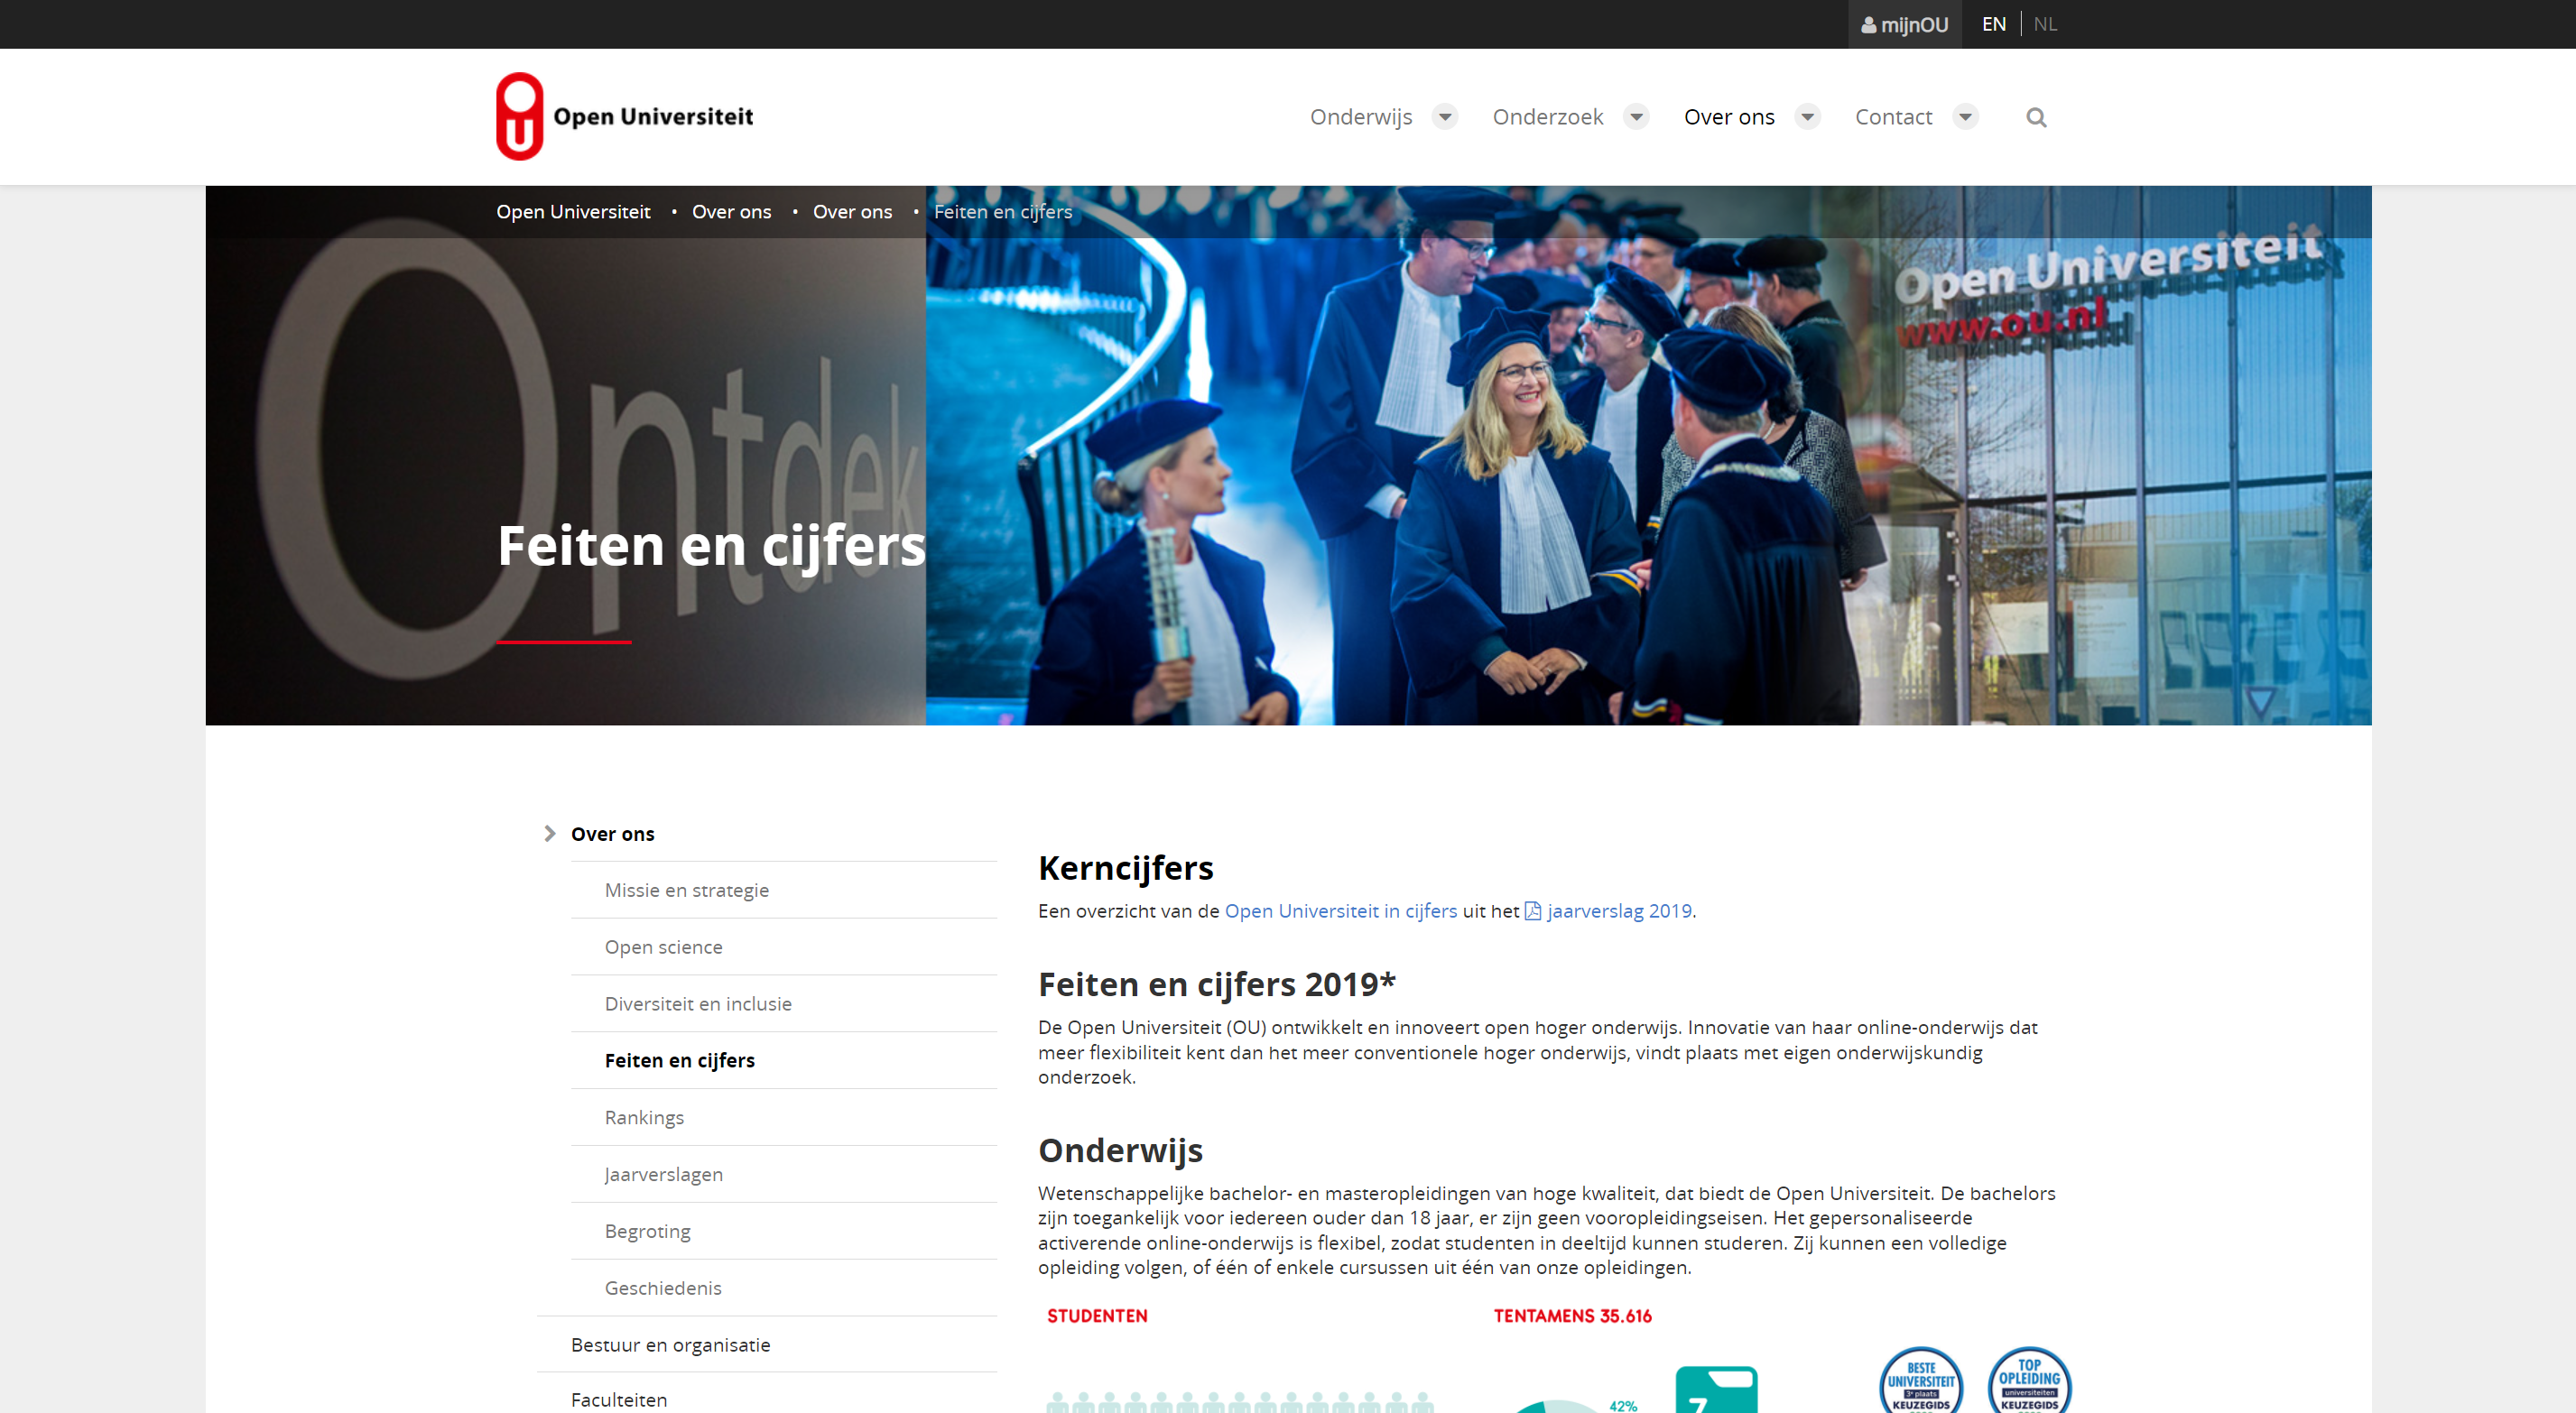 mijnOU EN NL
Open Universiteit
Onderwijs Onderzoek Over ons Contact
Open Universiteit • Over ons • Over ons • Feiten en cijfers
Open Universiteit
www.ou.nl
Ontdek
Feiten en cijfers
Over ons
Missie en strategie
Open science
Diversiteit en inclusie
Feiten en cijfers
Rankings
Jaarverslagen
Begroting
Geschiedenis
Bestuur en organisatie
Faculteiten
Kerncijfers
Een overzicht van de Open Universiteit in cijfers uit het jaarverslag 2019.
Feiten en cijfers 2019*
De Open Universiteit (OU) ontwikkelt en innoveert open hoger onderwijs. Innovatie van haar online-onderwijs dat
meer flexibiliteit kent dan het meer conventionele hoger onderwijs, vindt plaats met eigen onderwijskundig
onderzoek.
Onderwijs
Wetenschappelijke bachelor- en masteropleidingen van hoge kwaliteit, dat biedt de Open Universiteit. De bachelors
zijn toegankelijk voor iedereen ouder dan 18 jaar, er zijn geen vooropleidingseisen. Het gepersonaliseerde
activerende online-onderwijs is flexibel, zodat studenten in deeltijd kunnen studeren. Zij kunnen een volledige
opleiding volgen, of één of enkele cursussen uit één van onze opleidingen.
STUDENTEN
TENTAMENS 35.616
42%
7
BESTE
UNIVERSITEIT
3e plaats
KEUZEGIDS
TOP
OPLEIDING
universiteiten
KEUZEGIDS